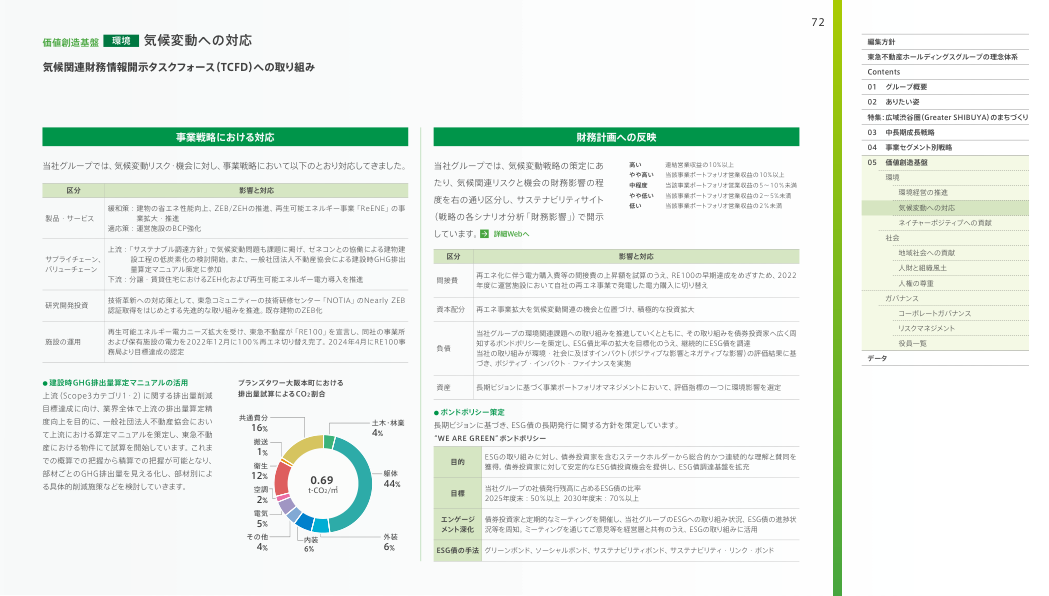 72
価値創造基盤 環境 気候変動への対応
気候関連財務情報開示タスクフォース（TCFD）への取り組み
事業戦略における対応
当社グループでは、気候変動リスク・機会に対し、事業戦略において以下のとおり対応してきました。
区分 影響と対応
製品・サービス
緩和策：建物の省エネ性能向上、ZEB/ZEHの推進、再生可能エネルギー事業「ReENE」の事
業拡大・推進
適応策：運営施設のBCP強化
サプライチェーン、
バリューチェーン
上流：「サステナブル調達方針」で気候変動問題も課題に掲げ、ゼネコンとの協働による建物建
設工程の低炭素化の検討開始。また、一般社団法人不動産協会による建設時GHG排出
量算定マニュアル策定に参加
下流：分譲・賃貸住宅におけるZEH化および再生可能エネルギー電力導入を推進
研究開発投資
技術革新への対応策として、東急コミュニティーの技術研修センター「NOTIA」のNearly ZEB
認証取得をはじめとする先進的な取り組みを推進。既存建物のZEB化
施設の運用
再生可能エネルギー電力ニーズ拡大を受け、東急不動産が「RE100」を宣言し、同社の事業所
および保有施設の電力を2022年12月に100％再エネ切り替え完了。2024年4月にRE100事
務局より目標達成の認定
●建設時GHG排出量算定マニュアルの活用
上流（Scope3カテゴリ1・2）に関する排出量削減
目標達成に向け、業界全体で上流の排出量算定精
度向上を目的に、一般社団法人不動産協会におい
て上流における算定マニュアルを策定し、東急不動
産における物件にて試算を開始しています。これま
での概算での把握から積算での把握が可能となり、
部材ごとのGHG排出量を見える化し、部材別によ
る具体的削減施策などを検討していきます。
ブランズタワー大阪本町における
排出量試算によるCO₂割合
共通費分
16%
搬送
1%
衛生
12%
空調
2%
電気
5%
その他
4%
内装
6%
外装
6%
躯体
44%
土木・林業
4%
0.69
t-CO₂/㎡
財務計画への反映
当社グループでは、気候変動戦略の策定にあ
たり、気候関連リスクと機会の財務影響の程
度を右の通り区分し、サステナビリティサイト
（戦略の各シナリオ分析「財務影響」）で開示
しています。 詳細Webへ
高い 連結営業収益の10％以上
やや高い 当該事業ポートフォリオ営業収益の10％以上
中程度 当該事業ポートフォリオ営業収益の5～10％未満
やや低い 当該事業ポートフォリオ営業収益の2～5％未満
低い 当該事業ポートフォリオ営業収益の2％未満
区分 影響と対応
間接費
再エネ化に伴う電力購入費等の間接費の上昇額を試算のうえ、RE100の早期達成をめざすため、2022
年度に運営施設において自社の再エネ事業で発電した電力購入に切り替え
資本配分 再エネ事業拡大を気候変動関連の機会と位置づけ、積極的な投資拡大
負債
当社グループの環境関連課題への取り組みを推進していくとともに、その取り組みを債券投資家へ広く周
知するボンドポリシーを策定し、ESG債比率の拡大を目標化のうえ、継続的にESG債を調達
当社の取り組みが環境・社会に及ぼすインパクト（ポジティブな影響とネガティブな影響）の評価結果に基
づき、ポジティブ・インパクト・ファイナンスを実施
資産 長期ビジョンに基づく事業ポートフォリオマネジメントにおいて、評価指標の一つに環境影響を選定
●ボンドポリシー策定
長期ビジョンに基づき、ESG債の長期発行に関する方針を策定しています。
“WE ARE GREEN”ボンドポリシー
目的
ESGの取り組みに対し、債券投資家を含むステークホルダーから総合的かつ連続的な理解と賛同を
獲得。債券投資家に対して安定的なESG投資機会を提供し、ESG調達基盤を拡充
目標
当社グループの社債発行残高に占めるESG債の比率
2025年度末：50％以上 2030年度末：70％以上
エンゲージ
メント深化
債券投資家と定期的なミーティングを開催し、当社グループのESGへの取り組み状況、ESG債の進捗状
況等を周知。ミーティングを通じてご意見等を経営層と共有のうえ、ESGの取り組みに活用
ESG債の手法 グリーンボンド、ソーシャルボンド、サステナビリティボンド、サステナビリティ・リンク・ボンド
編集方針
東急不動産ホールディングスグループの理念体系
Contents
01 グループ概要
02 ありたい姿
特集：広域渋谷圏（Greater SHIBUYA）のまちづくり
03 中長期成長戦略
04 事業セグメント別戦略
05 価値創造基盤
環境
環境経営の推進
気候変動への対応
ネイチャーポジティブへの貢献
社会
地域社会への貢献
人財と組織風土
人権の尊重
ガバナンス
コーポレートガバナンス
リスクマネジメント
役員一覧
データ